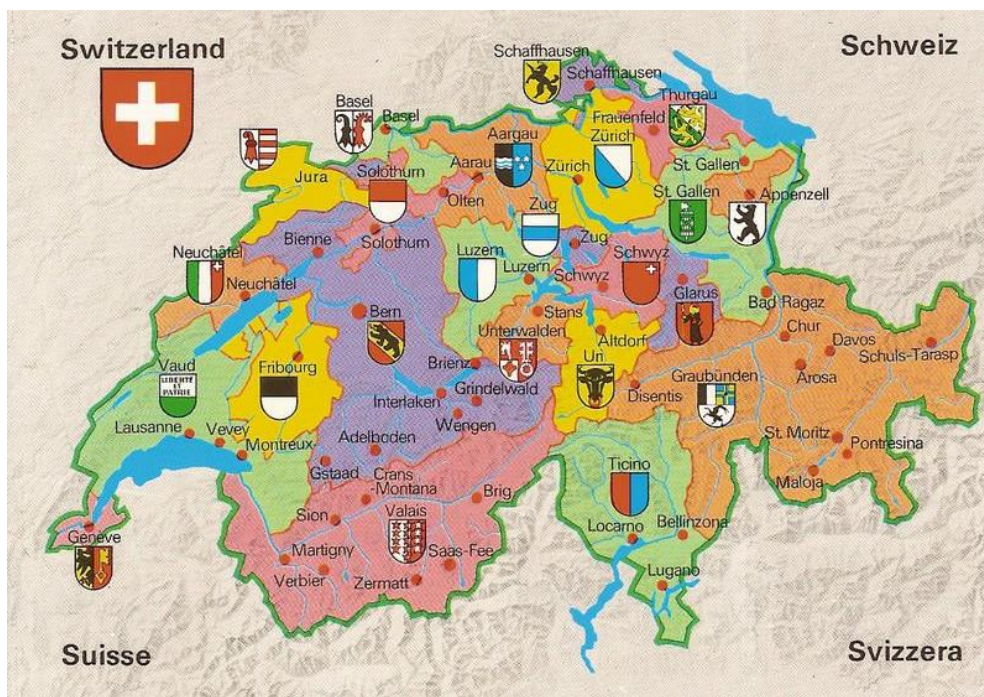 Switzerland
Schweiz
Schaffhausen
Schaffhausen
Thurgau
Basel
Basel
Frauenfeld
Zürich
Aargau
Jura
Solothurn
Aarau
Zürich
St. Gallen
Olten
Zug
St. Gallen
Appenzell
Bienne
Solothurn
Luzern
Zug
Schwyz
Neuchâtel
Neuchâtel
Luzern
Schwyz
Glarus
Bad Ragaz
Bern
Stans
Unterwalden
Altdorf
Chur
Davos
Schuls-Tarasp
Vaud
LIBERTÉ
ET
PATRIE
Fribourg
Brienz
Uri
Graubünden
Arosa
Interlaken
Grindelwald
Disentis
Lausanne
Vevey
Wengen
Montreux
Adelboden
St. Moritz
Pontresina
Gstaad
Crans
-Montana
Ticino
Maloja
Sion
Valais
Brig
Locarno
Bellinzona
Geneve
Martigny
Saas-Fee
Verbier
Zermatt
Lugano
Suisse
Svizzera